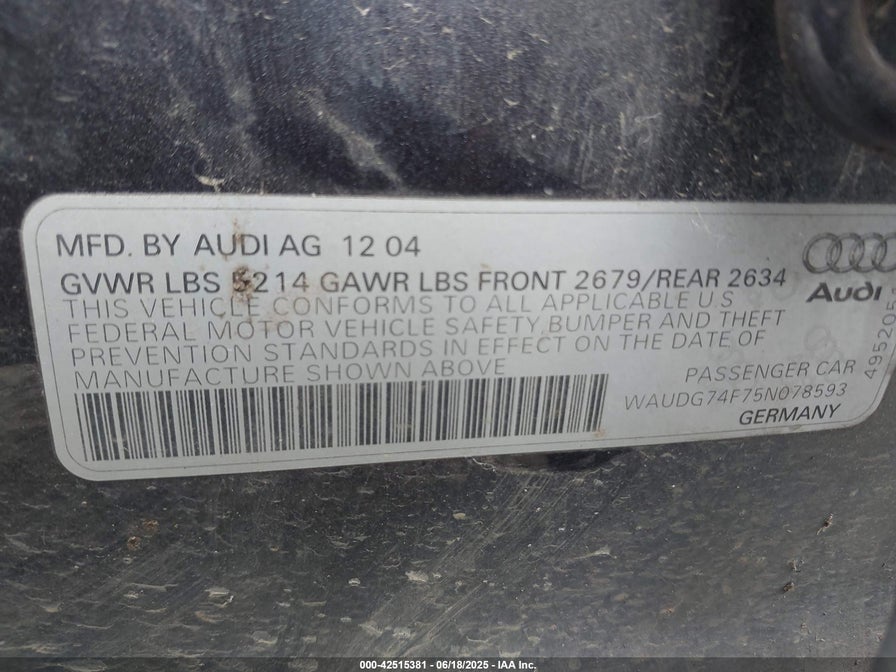 MFD. BY AUDI AG 12 04
GVWR LBS 5214 GAWR LBS FRONT 2679/REAR 2634
THIS VEHICLE CONFORMS TO ALL APPLICABLE U S
FEDERAL MOTOR VEHICLE SAFETY, BUMPER AND THEFT
PREVENTION STANDARDS IN EFFECT ON THE DATE OF
MANUFACTURE SHOWN ABOVE
Audi
PASSENGER CAR
WAUDG74F75N078593
GERMANY
000-42515381 - 06/18/2025 - IAA Inc.